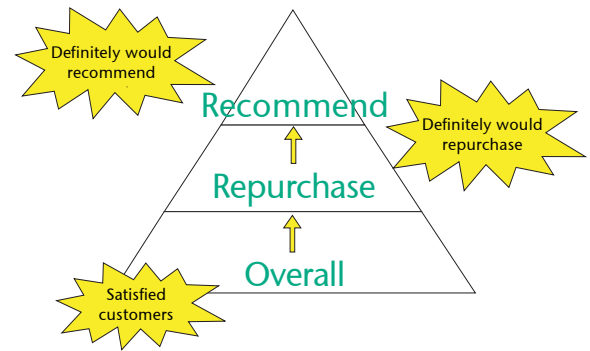 Definitely would
recommend
Recommend
Definitely would
repurchase
Repurchase
Overall
Satisfied
customers